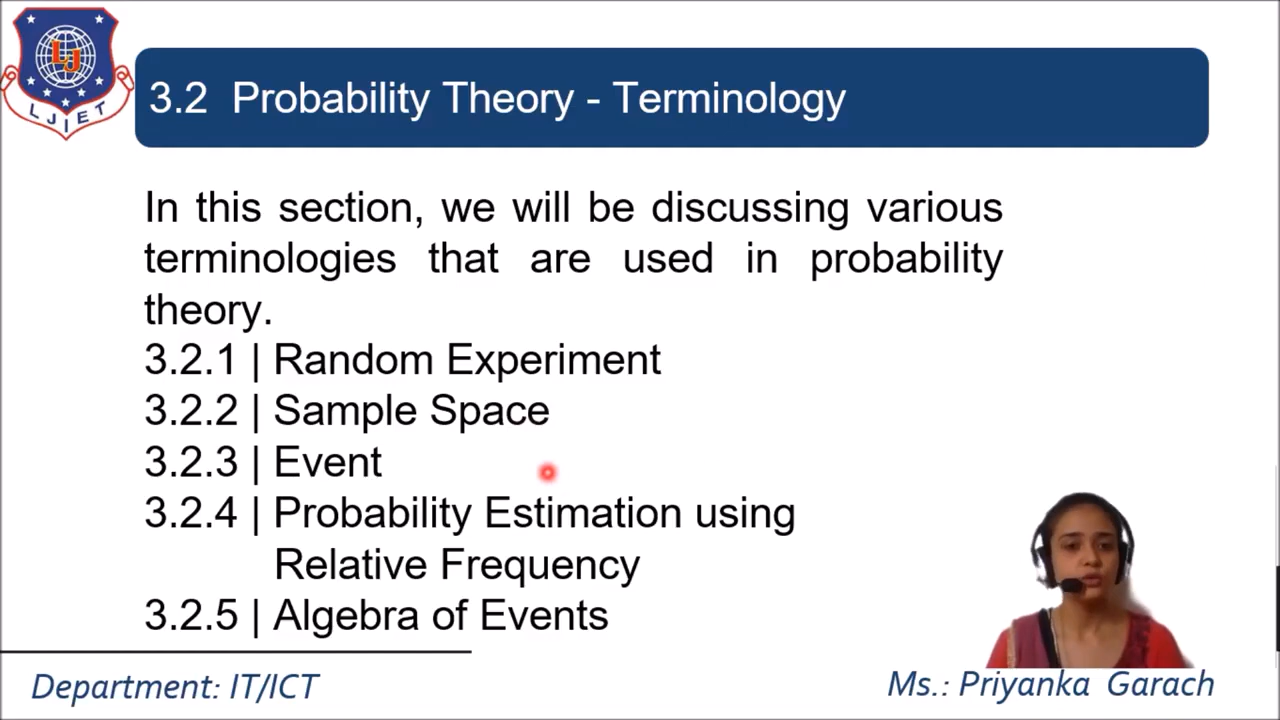 LJ
LJIET
3.2 Probability Theory - Terminology
In this section, we will be discussing various
terminologies that are used in probability
theory.
3.2.1 | Random Experiment
3.2.2 | Sample Space
3.2.3 | Event
3.2.4 | Probability Estimation using
Relative Frequency
3.2.5 | Algebra of Events
Department: IT/ICT
Ms.: Priyanka Garach